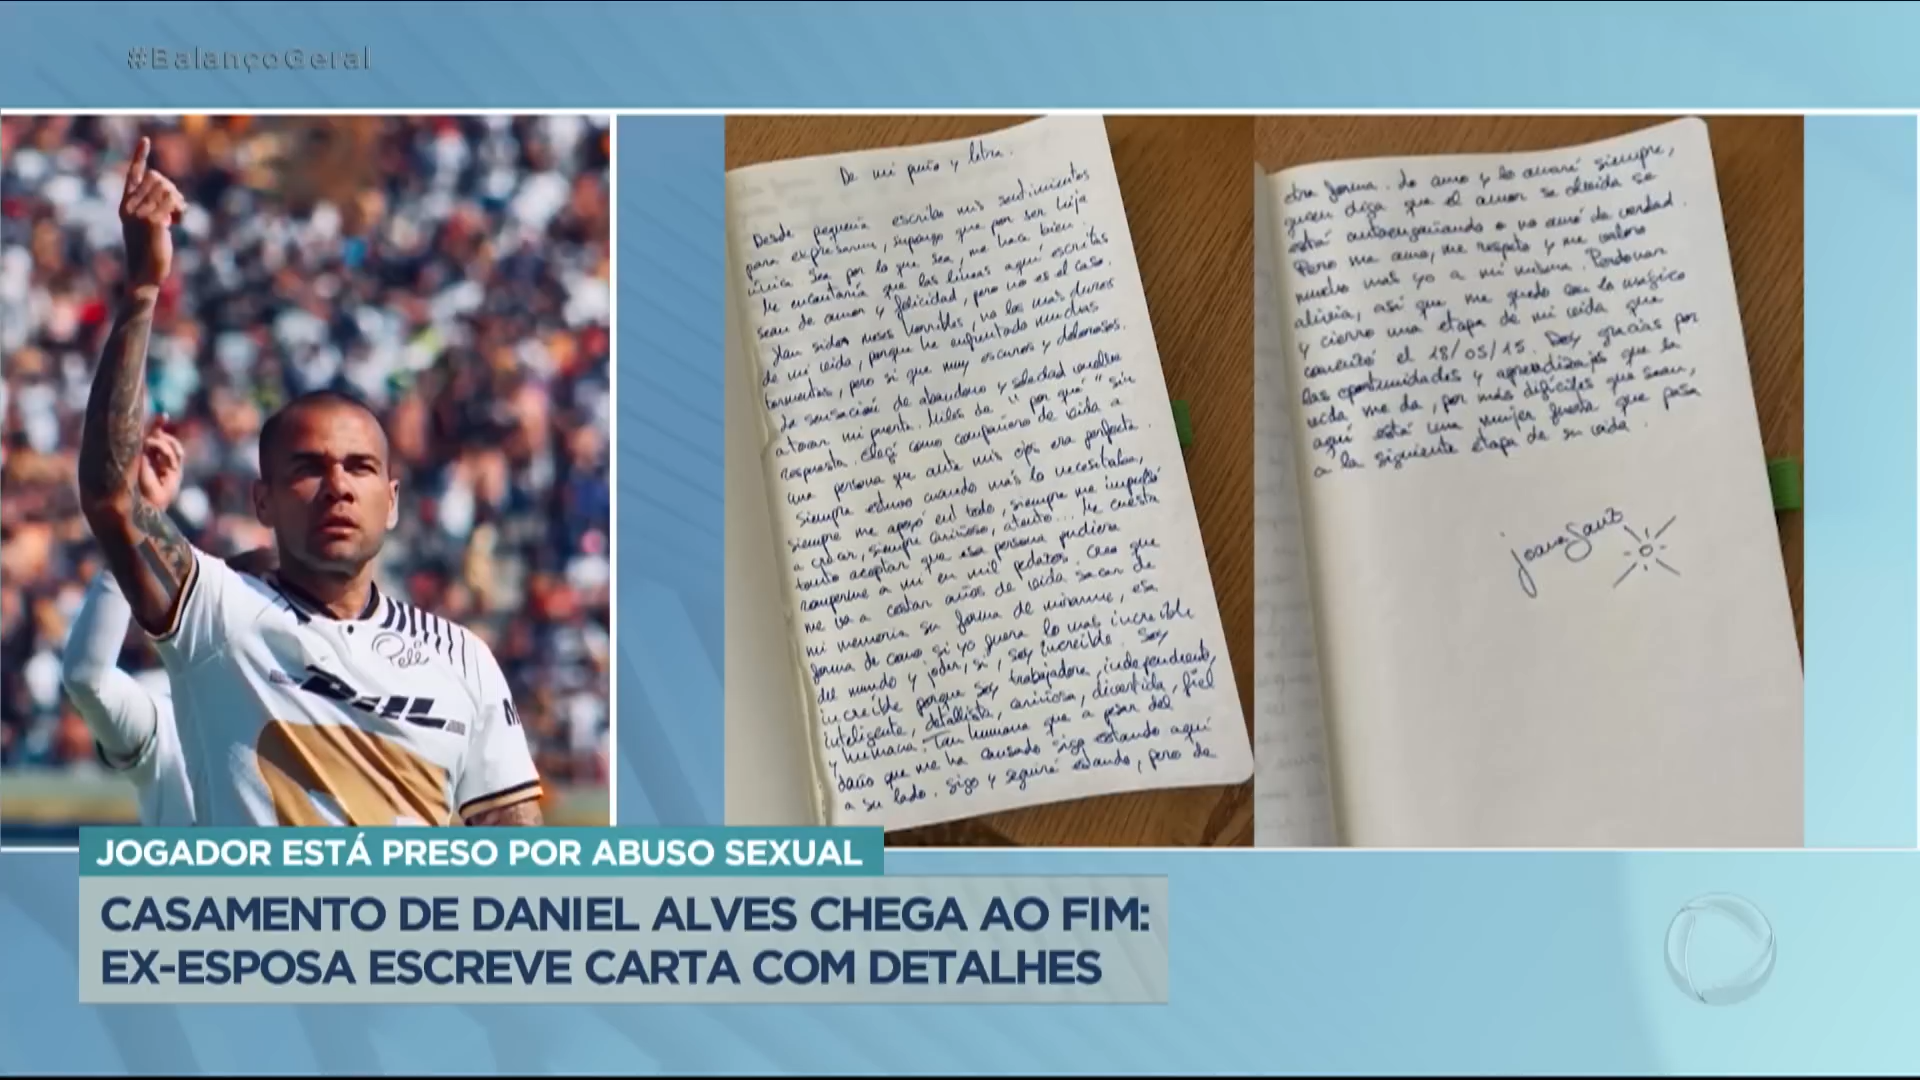 #BalançoGeral
Pelé
De mi puño y letra.
Desde pequeña escribo mis sentimientos
para expresarme, supongo que por ser hija
única. Sea por lo que sea, me hace bien.
Me encantaría que las líneas aquí escritas
sean de amor y felicidad, pero no es el caso.
Han sido meses horribles, no los más duros
de mi vida, porque he enfrentado muchas
tormentas, pero si que muy oscuros y dolorosos.
La sensación de abandono y soledad vuelve
a tocar mi puerta. Miles de "por qué" sin
respuesta. Elegí como compañero de vida a
una persona que ante mis ojos era perfecta.
Siempre estuvo cuando más lo necesitaba,
siempre me apoyó en todo, siempre me impulsó
a crecer, siempre cariñoso, atento... Me cuesta
tanto aceptar que esa persona pudiera
romperme a mí en mil pedazos. Creo que
me va a costar años de vida sacar de
mi memoria su forma de mirarme, esa
forma de como si yo fuera lo más increíble
del mundo y joder, si, soy increíble. Soy
increíble porque soy trabajadora, independiente,
inteligente, detallista, cariñosa, divertida, fiel
y humana. Tan humana que a pesar del
daño que me ha causado sigo estando aquí
a su lado. Sigo y seguiré estando, pero de
otra forma. Lo amo y lo amaré siempre,
quien diga que el amor se olvida se
está autoengañando o no amó de verdad.
Pero me amo, me respeto y me valoro
mucho más yo a mí misma. Perdonar
alivia, así que me quedo con lo mágico
y cierro una etapa de mi vida que
comenzó el 18/05/15. Doy gracias por
las oportunidades y aprendizajes que la
vida me da, por más difíciles que sean,
aquí está una mujer fuerte que pasa
a la siguiente etapa de su vida.
Joana Sanz
JOGADOR ESTÁ PRESO POR ABUSO SEXUAL
CASAMENTO DE DANIEL ALVES CHEGA AO FIM:
EX-ESPOSA ESCREVE CARTA COM DETALHES